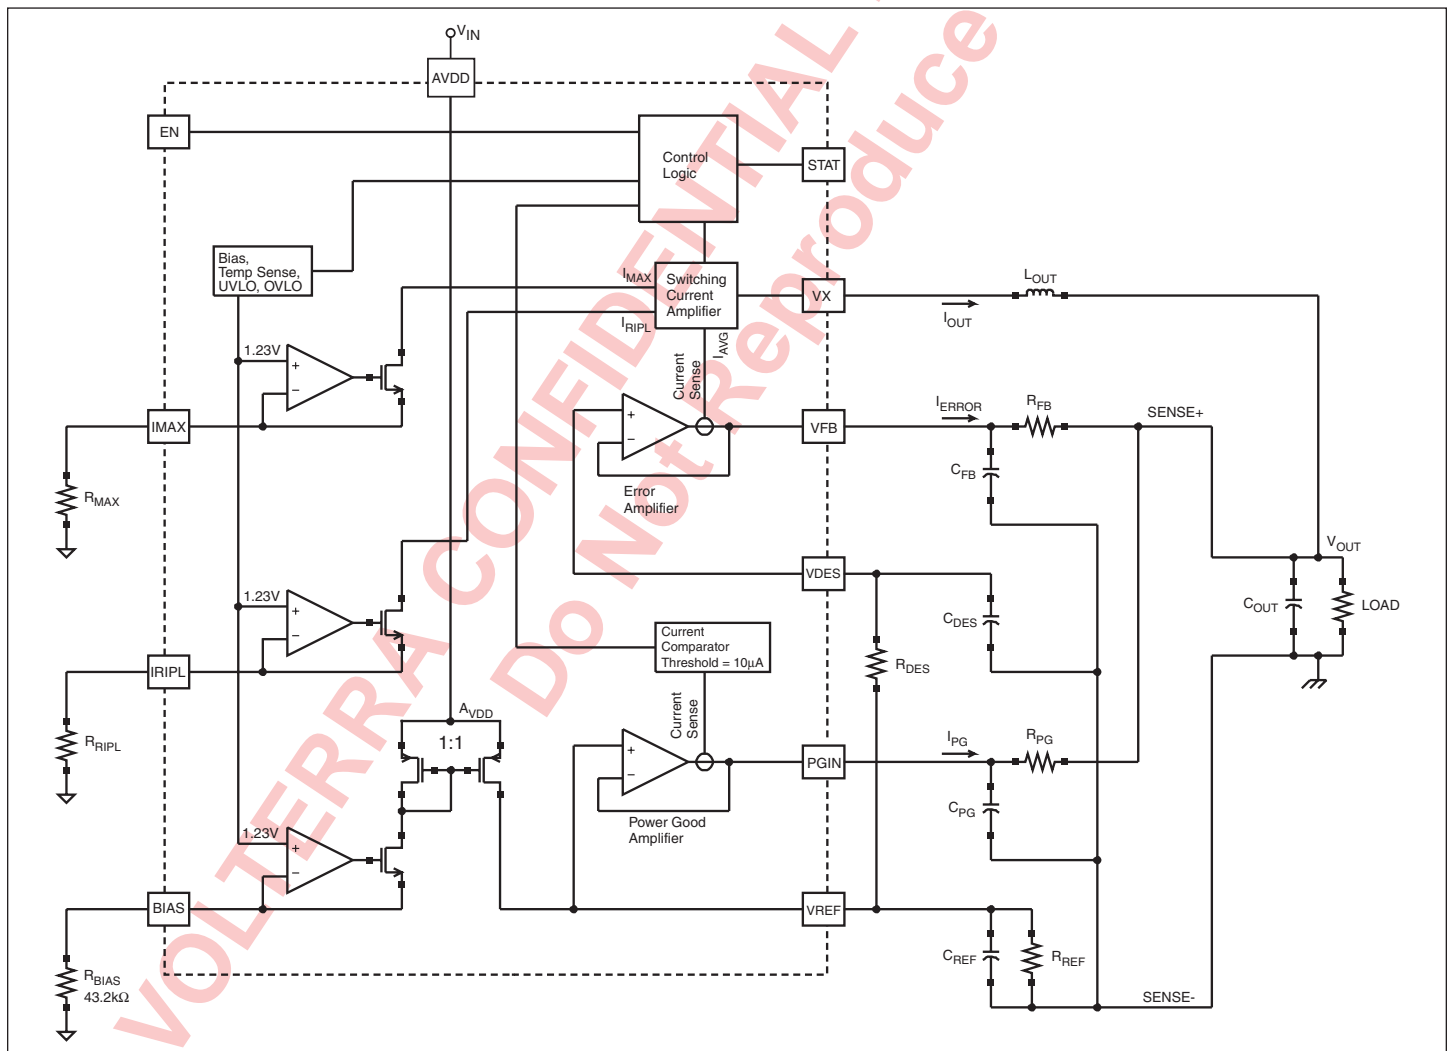 VOLTERRA CONFIDENTIAL
Do Not Reproduce
VIN
AVDD
EN
Control
Logic
STAT
Bias,
Temp Sense,
UVLO, OVLO
IMAX
Switching
Current
Amplifier
IRIPL
VX
IOUT
LOUT
IAVG
Current
Sense
1.23V
+
−
IMAX
RMAX
+
−
Error
Amplifier
VFB
IERROR
RFB
SENSE+
CFB
VDES
VOUT
COUT
LOAD
1.23V
+
−
IRIPL
RRIPL
Current
Comparator
Threshold = 10µA
RDES
CDES
AVDD
1:1
Current
Sense
+
−
Power Good
Amplifier
PGIN
IPG
RPG
CPG
1.23V
+
−
BIAS
RBIAS
43.2kΩ
VREF
CREF
RREF
SENSE-